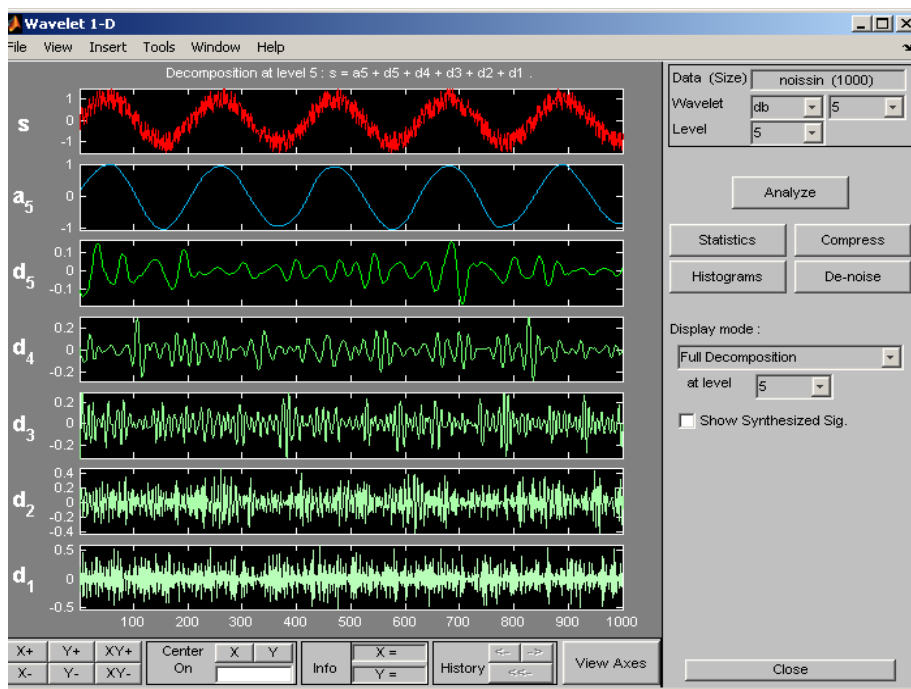 Wavelet 1-D
File View Insert Tools Window Help
Decomposition at level 5 : s = a5 + d5 + d4 + d3 + d2 + d1 .
s
1
0
-1
a5
1
0
-1
d5
0.1
0
-0.1
d4
0.2
0
-0.2
d3
0.2
0
-0.2
d2
0.4
0.2
0
-0.2
-0.4
d1
0.5
0
-0.5
100 200 300 400 500 600 700 800 900 1000
Data (Size) noissin (1000)
Wavelet db 5
Level 5
Analyze
Statistics Compress
Histograms De-noise
Display mode :
Full Decomposition
at level 5
Show Synthesized Sig.
X+ Y+ XY+
X- Y- XY-
Center On X Y
Info X =
Y =
History <- ->
<<-
View Axes
Close